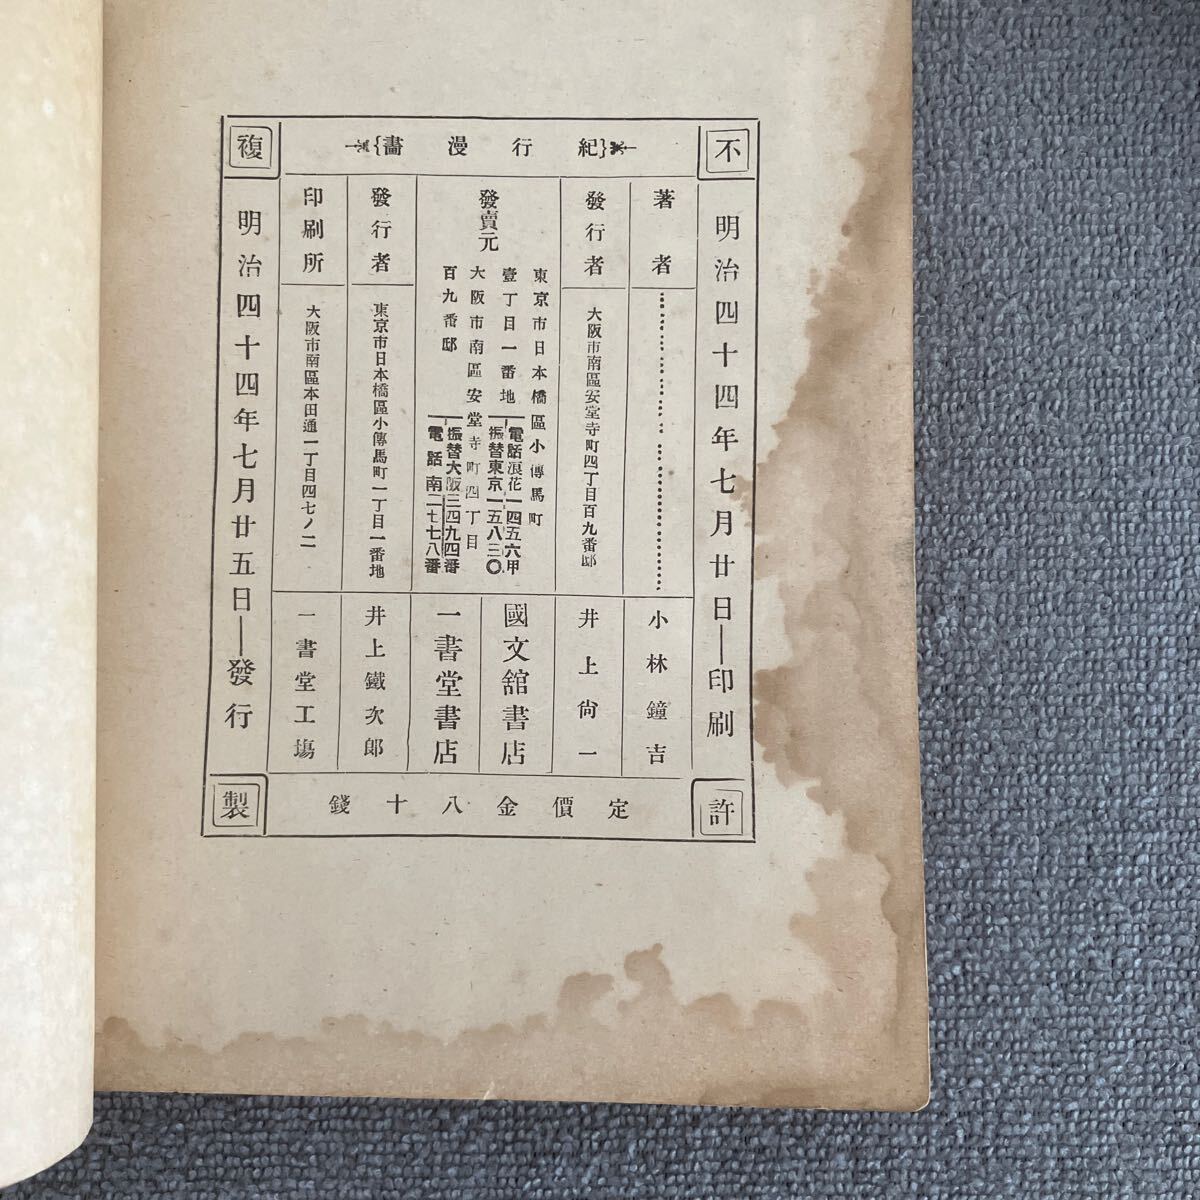 紀行漫畵
不許複製
明治四十四年七月廿日―印刷
明治四十四年七月廿五日―發行
著者
小林鐘吉
發行者
大阪市南區安堂寺町四丁目百九番邸
井上尙一
發賣元
東京市日本橋區小傳馬町
壹丁目一番地
電話浪花一四五六甲
振替東京一五八三〇
國文舘書店
大阪市南區安堂寺町四丁目
百九番邸
振替大阪三四九四番
電話南二七七八番
一書堂書店
發行者
東京市日本橋區小傳馬町一丁目一番地
井上鐵次郞
印刷所
大阪市南區本田通一丁目四七ノ二
一書堂工塲
定價金八十錢